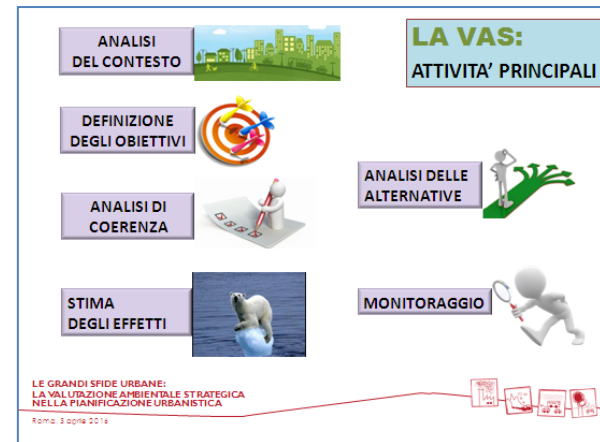 LA VAS:
ATTIVITA' PRINCIPALI
ANALISI
DEL CONTESTO
DEFINIZIONE
DEGLI OBIETTIVI
ANALISI DI
COERENZA
STIMA
DEGLI EFFETTI
ANALISI DELLE
ALTERNATIVE
MONITORAGGIO
LE GRANDI SFIDE URBANE:
LA VALUTAZIONE AMBIENTALE STRATEGICA
NELLA PIANIFICAZIONE URBANISTICA
Roma, 5 aprile 2016